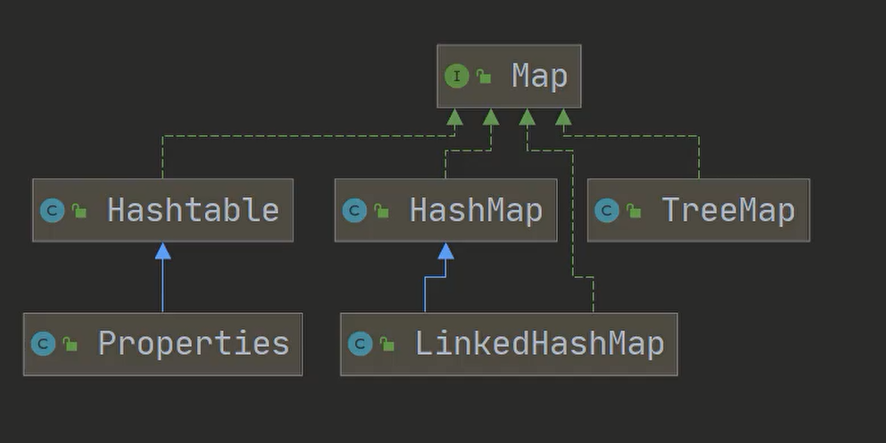 I Map
C Hashtable
C HashMap
C TreeMap
C Properties
C LinkedHashMap